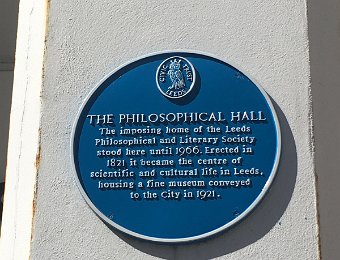 CIVIC TRUST
LEEDS
THE PHILOSOPHICAL HALL
The imposing home of the Leeds
Philosophical and Literary Society
stood here until 1966. Erected in
1821 it became the centre of
scientific and cultural life in Leeds,
housing a fine museum conveyed
to the City in 1921.